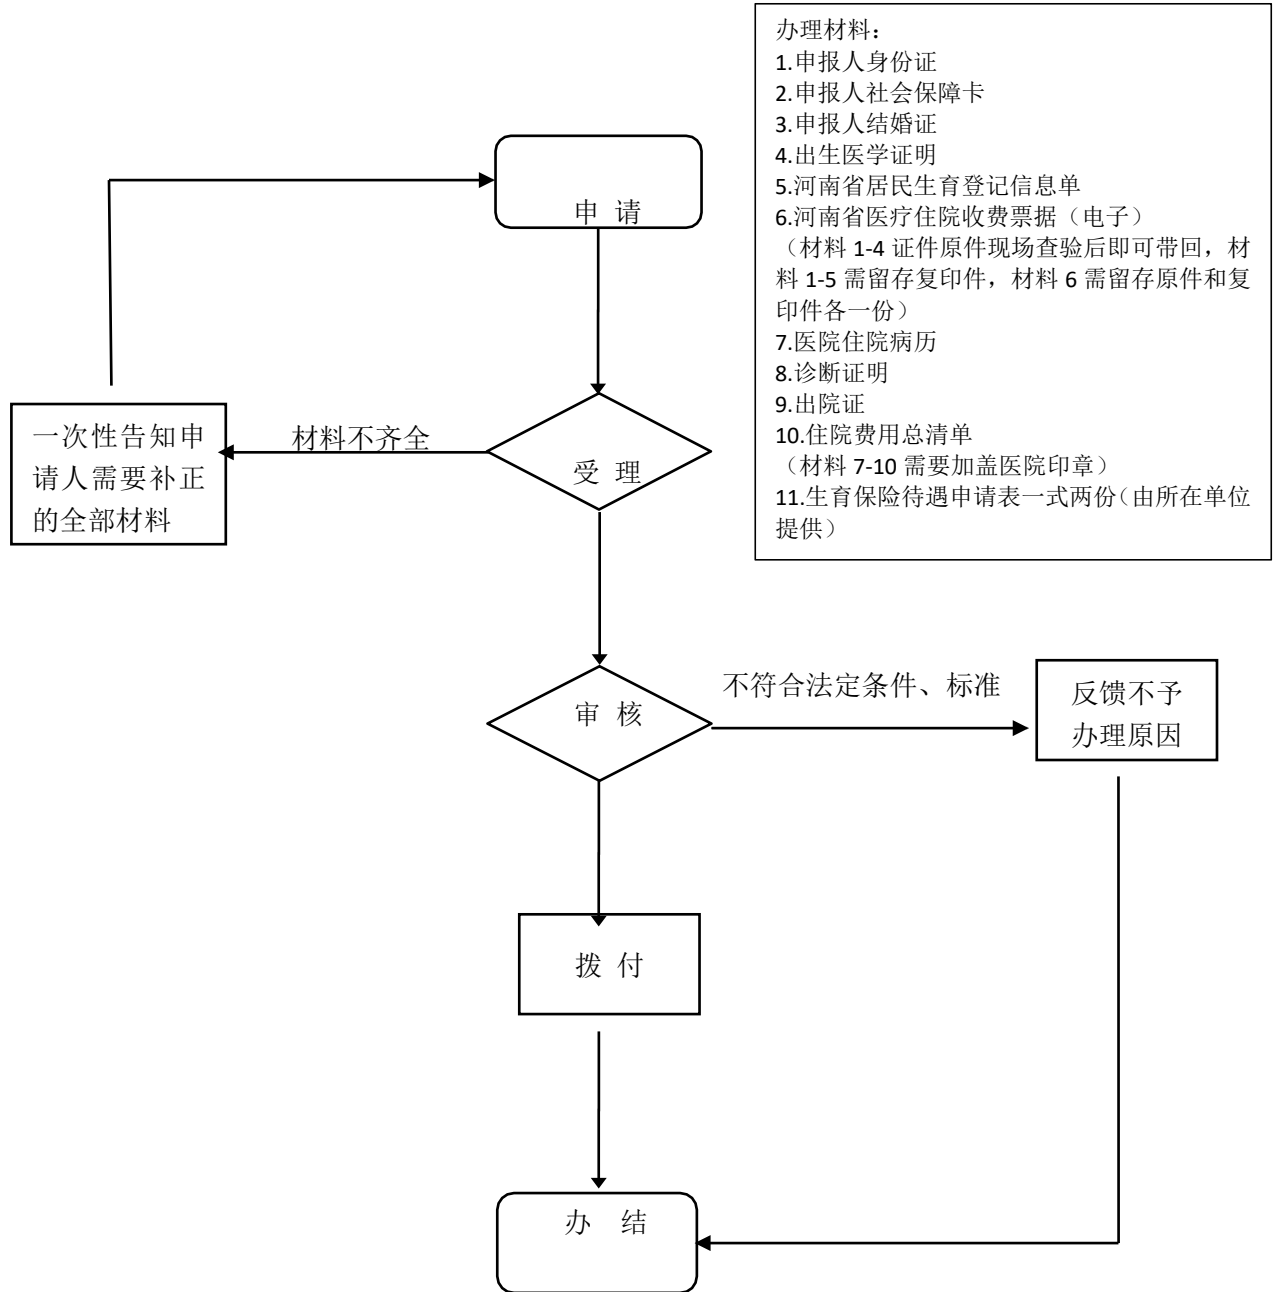 办理材料：
1.申报人身份证
2.申报人社会保障卡
3.申报人结婚证
4.出生医学证明
5.河南省居民生育登记信息单
6.河南省医疗住院收费票据（电子）
（材料 1-4 证件原件现场查验后即可带回，材
料 1-5 需留存复印件，材料 6 需留存原件和复
印件各一份）
7.医院住院病历
8.诊断证明
9.出院证
10.住院费用总清单
（材料 7-10 需要加盖医院印章）
11.生育保险待遇申请表一式两份（由所在单位
提供）
申 请
一次性告知申
请人需要补正
的全部材料
材料不齐全
受 理
审 核
不符合法定条件、标准
反馈不予
办理原因
拨 付
办 结